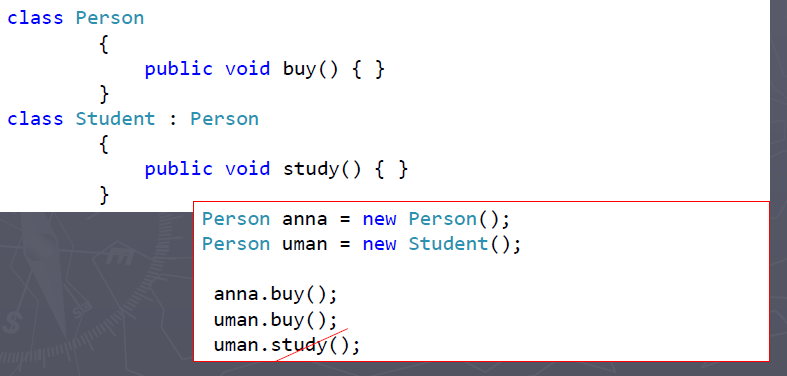 class Person
{
public void buy() { }
}
class Student : Person
{
public void study() { }
}
Person anna = new Person();
Person uman = new Student();
anna.buy();
uman.buy();
uman.study();